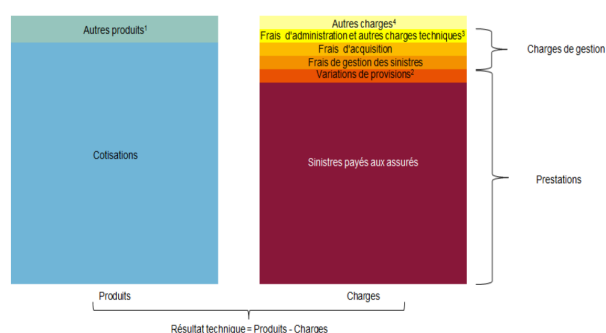 Autres produits¹
Cotisations
Autres charges⁴
Frais d'administration et autres charges techniques³
Frais d'acquisition
Frais de gestion des sinistres
Variations de provisions²
Sinistres payés aux assurés
Charges de gestion
Prestations
Produits
Charges
Résultat technique = Produits - Charges